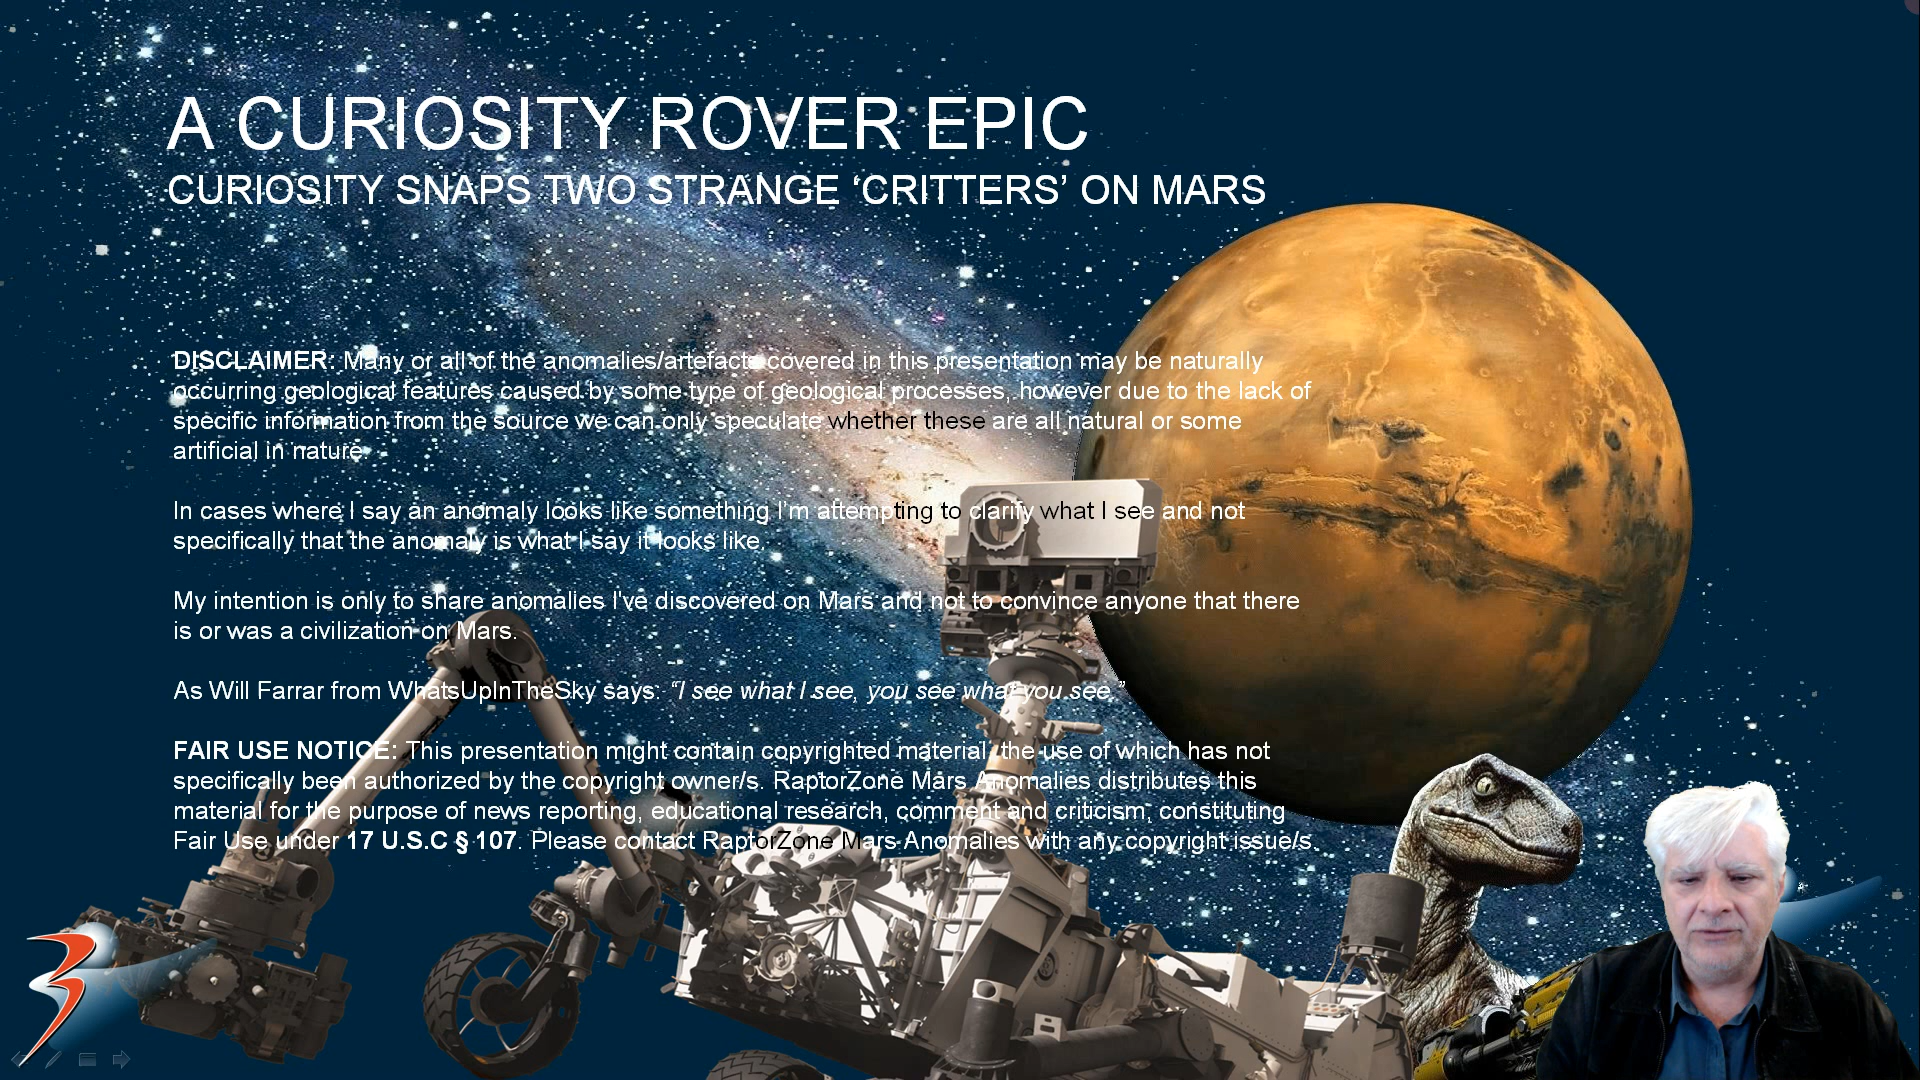 A CURIOSITY ROVER EPIC
CURIOSITY SNAPS TWO STRANGE ‘CRITTERS’ ON MARS
DISCLAIMER: Many or all of the anomalies/artefacts covered in this presentation may be naturally
occurring geological features caused by some type of geological processes, however due to the lack of
specific information from the source we can only speculate whether these are all natural or some
artificial in nature.
In cases where I say an anomaly looks like something I'm attempting to clarify what I see and not
specifically that the anomaly is what I say it looks like.
My intention is only to share anomalies I've discovered on Mars and not to convince anyone that there
is or was a civilization on Mars.
As Will Farrar from WhatsUpInTheSky says: “I see what I see, you see what you see.”
FAIR USE NOTICE: This presentation might contain copyrighted material, the use of which has not
specifically been authorized by the copyright owner/s. RaptorZone Mars Anomalies distributes this
material for the purpose of news reporting, educational research, comment and criticism, constituting
Fair Use under 17 U.S.C § 107. Please contact RaptorZone Mars Anomalies with any copyright issue/s.